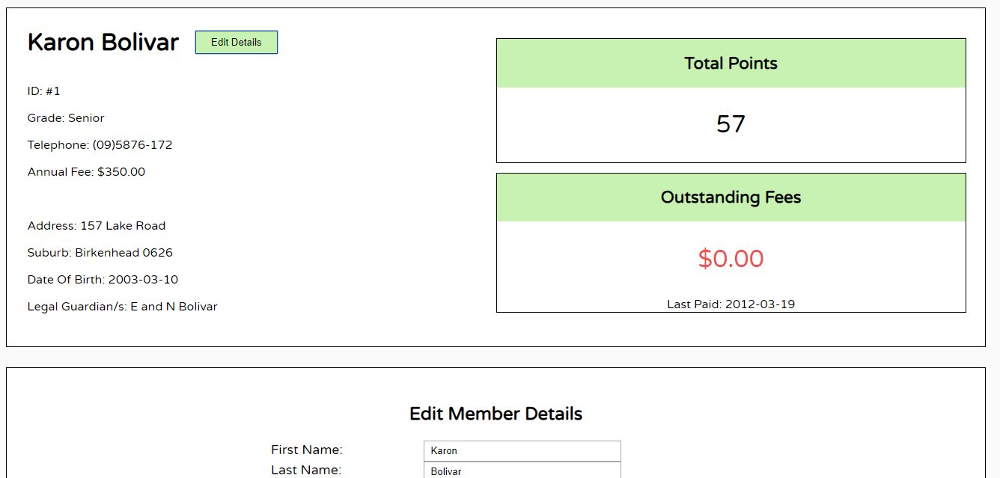 Karon Bolivar
Edit Details
ID: #1
Grade: Senior
Telephone: (09)5876-172
Annual Fee: $350.00
Address: 157 Lake Road
Suburb: Birkenhead 0626
Date Of Birth: 2003-03-10
Legal Guardian/s: E and N Bolivar
Total Points
57
Outstanding Fees
$0.00
Last Paid: 2012-03-19
Edit Member Details
First Name: Karon
Last Name: Bolivar